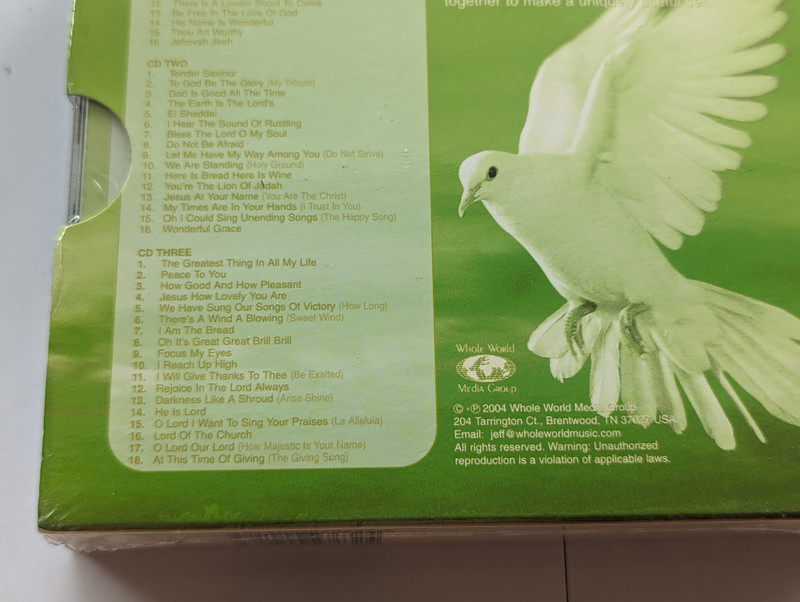 12. There Is A Louder Shout To Come
13. Be Free In The Love Of God
14. His Name Is Wonderful
15. Thou Art Worthy
16. Jehovah Jireh
CD TWO
1. Tender Saviour
2. To God Be The Glory (My Tribute)
3. God Is Good All The Time
4. The Earth Is The Lord's
5. El Shaddai
6. I Hear The Sound Of Rustling
7. Bless The Lord O My Soul
8. Do Not Be Afraid
9. Let Me Have My Way Among You (Do Not Strive)
10. We Are Standing (Holy Ground)
11. Here Is Bread Here Is Wine
12. You're The Lion Of Judah
13. Jesus At Your Name (You Are The Christ)
14. My Times Are In Your Hands (I Trust In You)
15. Oh I Could Sing Unending Songs (The Happy Song)
16. Wonderful Grace
CD THREE
1. The Greatest Thing In All My Life
2. Peace To You
3. How Good And How Pleasant
4. Jesus How Lovely You Are
5. We Have Sung Our Songs Of Victory (How Long)
6. There's A Wind A Blowing (Sweet Wind)
7. I Am The Bread
8. Oh It's Great Great Brill Brill
9. Focus My Eyes
10. I Reach Up High
11. I Will Give Thanks To Thee (Be Exalted)
12. Rejoice In The Lord Always
13. Darkness Like A Shroud (Arise Shine)
14. He Is Lord
15. O Lord I Want To Sing Your Praises (La Alleluia)
16. Lord Of The Church
17. O Lord Our Lord (How Majestic Is Your Name)
18. At This Time Of Giving (The Giving Song)
together to make a uniquely useful set.
Whole World
Media Group
© ℗ 2004 Whole World Media Group
204 Tarrington Ct., Brentwood, TN 37027 USA
Email: jeff@wholeworldmusic.com
All rights reserved. Warning: Unauthorized
reproduction is a violation of applicable laws.